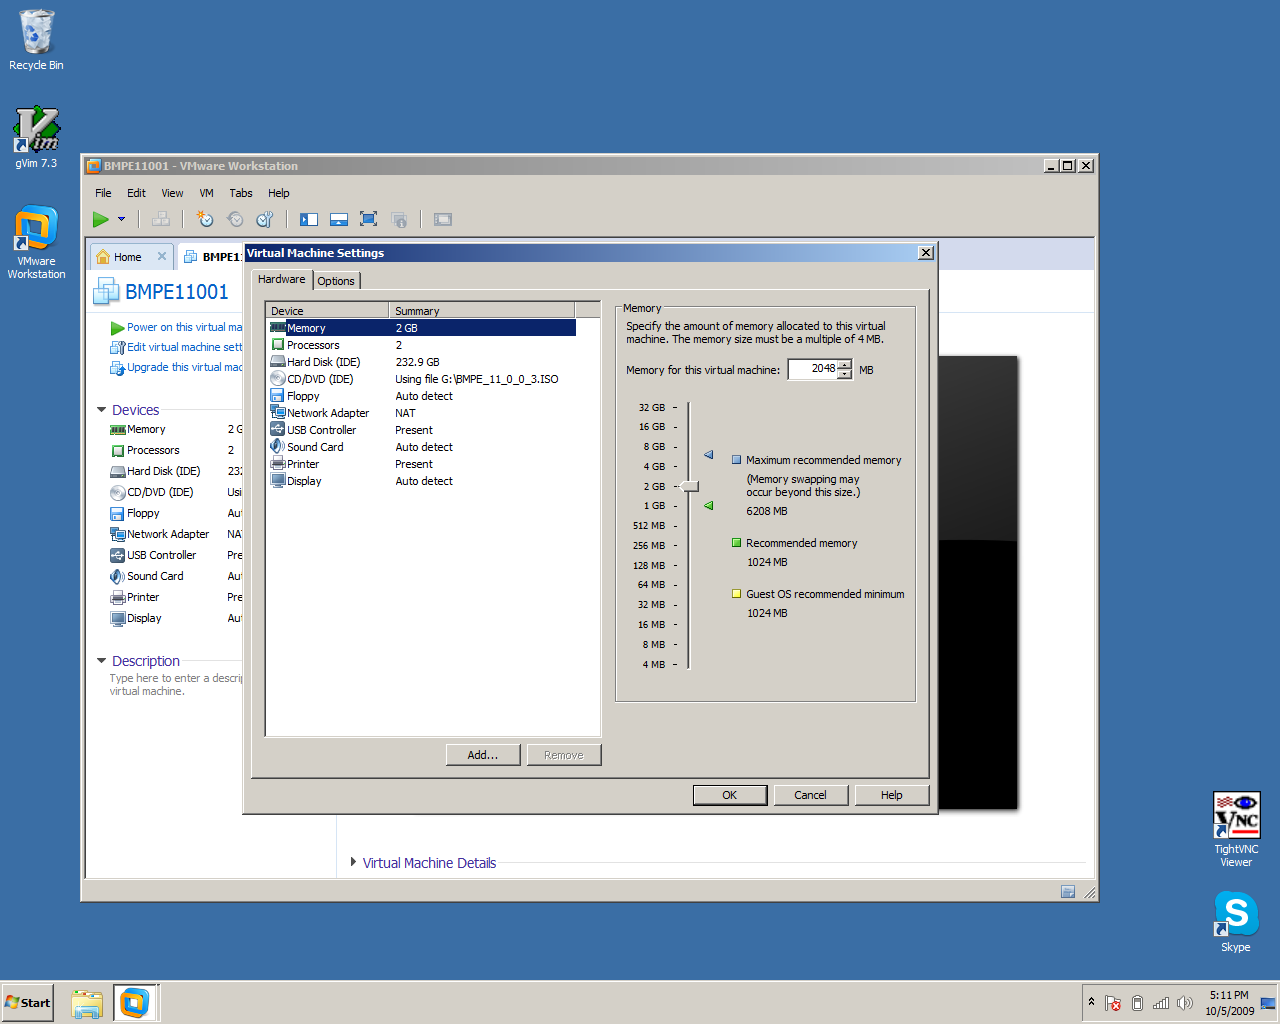 Recycle Bin
gVim 7.3
VMware
Workstation
BMPE11001 - VMware Workstation
File Edit View VM Tabs Help
Home
BMPE1
BMPE11001
Power on this virtual ma
Edit virtual machine sett
Upgrade this virtual mac
Devices
Memory 2 G
Processors 2
Hard Disk (IDE) 232
CD/DVD (IDE) Usi
Floppy Au
Network Adapter NA
USB Controller Pre
Sound Card Au
Printer Pre
Display Au
Description
Type here to enter a descri
virtual machine.
Virtual Machine Settings
Hardware Options
Device Summary
Memory 2 GB
Processors 2
Hard Disk (IDE) 232.9 GB
CD/DVD (IDE) Using file G:\BMPE_11_0_0_3.ISO
Floppy Auto detect
Network Adapter NAT
USB Controller Present
Sound Card Auto detect
Printer Present
Display Auto detect
Add... Remove
Memory
Specify the amount of memory allocated to this virtual
machine. The memory size must be a multiple of 4 MB.
Memory for this virtual machine: 2048 MB
32 GB
16 GB
8 GB
4 GB
2 GB
1 GB
512 MB
256 MB
128 MB
64 MB
32 MB
16 MB
8 MB
4 MB
Maximum recommended memory
(Memory swapping may
occur beyond this size.)
6208 MB
Recommended memory
1024 MB
Guest OS recommended minimum
1024 MB
OK Cancel Help
Virtual Machine Details
VNC
TightVNC
Viewer
Skype
Start
5:11 PM
10/5/2009